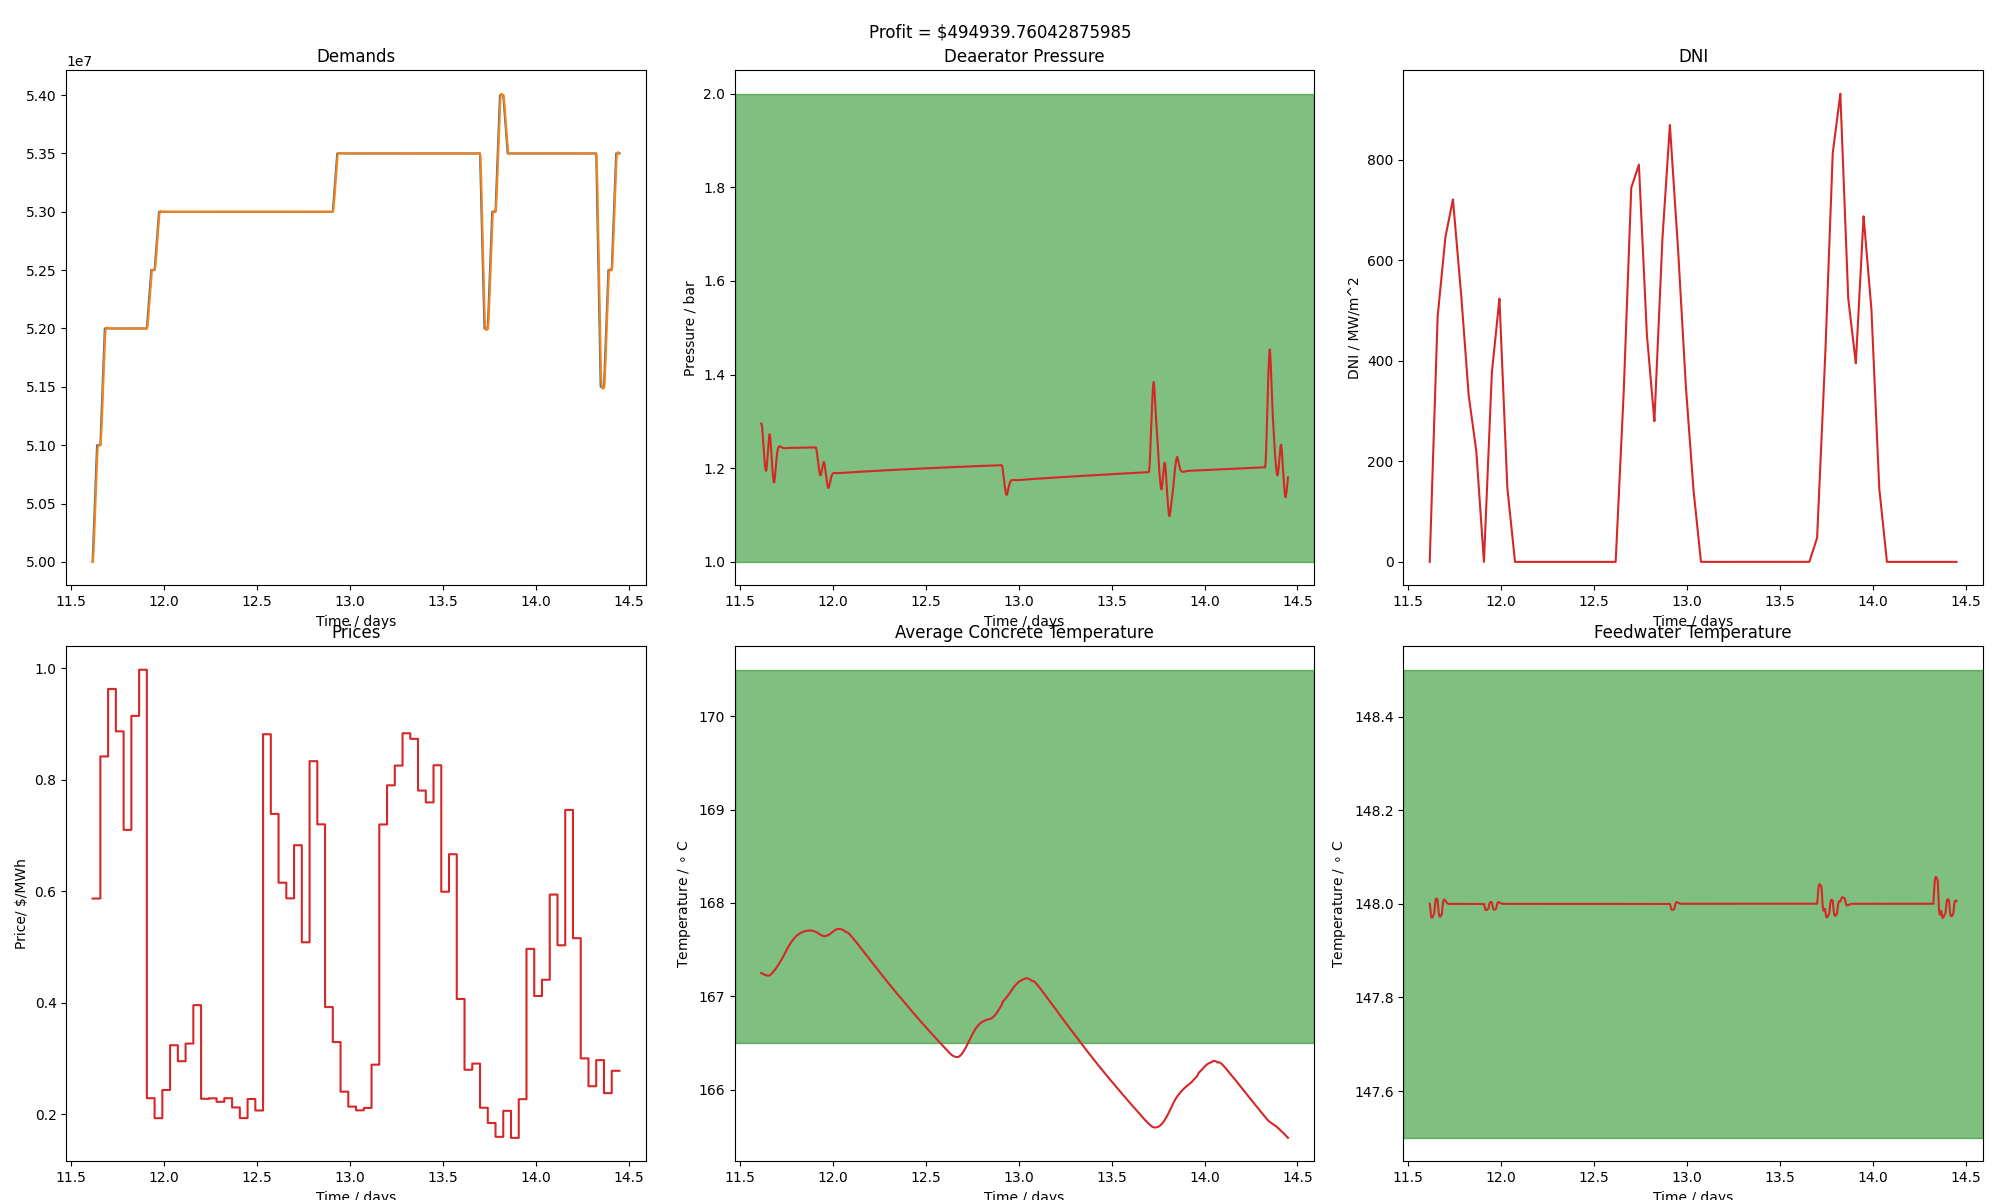 Profit = $494939.76042875985
Demands
1e7
5.40
5.35
5.30
5.25
5.20
5.15
5.10
5.05
5.00
11.5 12.0 12.5 13.0 13.5 14.0 14.5
Time / days
Deaerator Pressure
Pressure / bar
2.0
1.8
1.6
1.4
1.2
1.0
11.5 12.0 12.5 13.0 13.5 14.0 14.5
Time / days
DNI
DNI / MW/m^2
800
600
400
200
0
11.5 12.0 12.5 13.0 13.5 14.0 14.5
Time / days
Prices
Price/ $/MWh
1.0
0.8
0.6
0.4
0.2
11.5 12.0 12.5 13.0 13.5 14.0 14.5
Time / days
Average Concrete Temperature
Temperature / ∘ C
170
169
168
167
166
11.5 12.0 12.5 13.0 13.5 14.0 14.5
Time / days
Feedwater Temperature
Temperature / ∘ C
148.4
148.2
148.0
147.8
147.6
11.5 12.0 12.5 13.0 13.5 14.0 14.5
Time / days